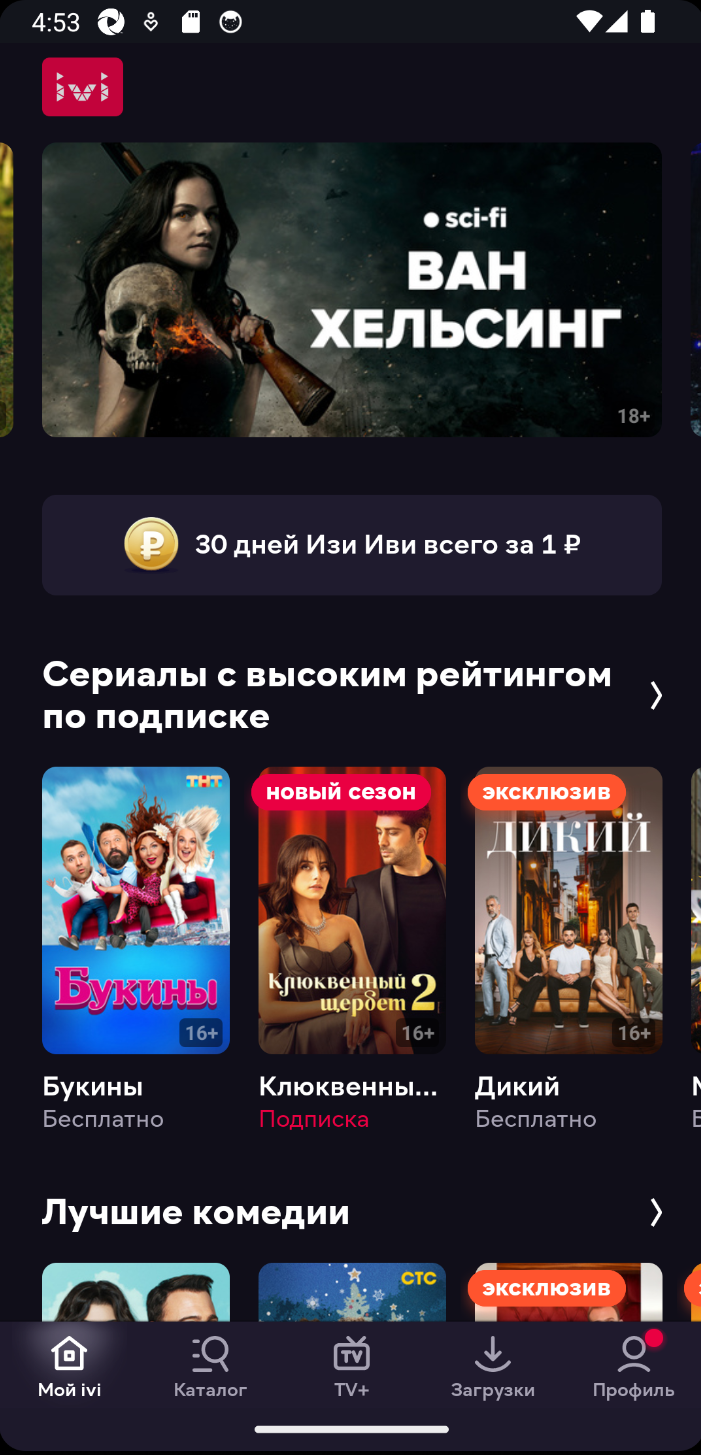 4:53
ivi
sci-fi
ВАН
ХЕЛЬСИНГ
18+
30 дней Изи Иви всего за 1 ₽
Сериалы с высоким рейтингом
по подписке
ТНТ
Букины
16+
Букины
Бесплатно
новый сезон
Клюквенный
щербет 2
16+
Клюквенны...
Подписка
эксклюзив
ДИКИЙ
16+
Дикий
Бесплатно
Лучшие комедии
СТС
эксклюзив
Мой ivi
Каталог
TV
TV+
Загрузки
Профиль